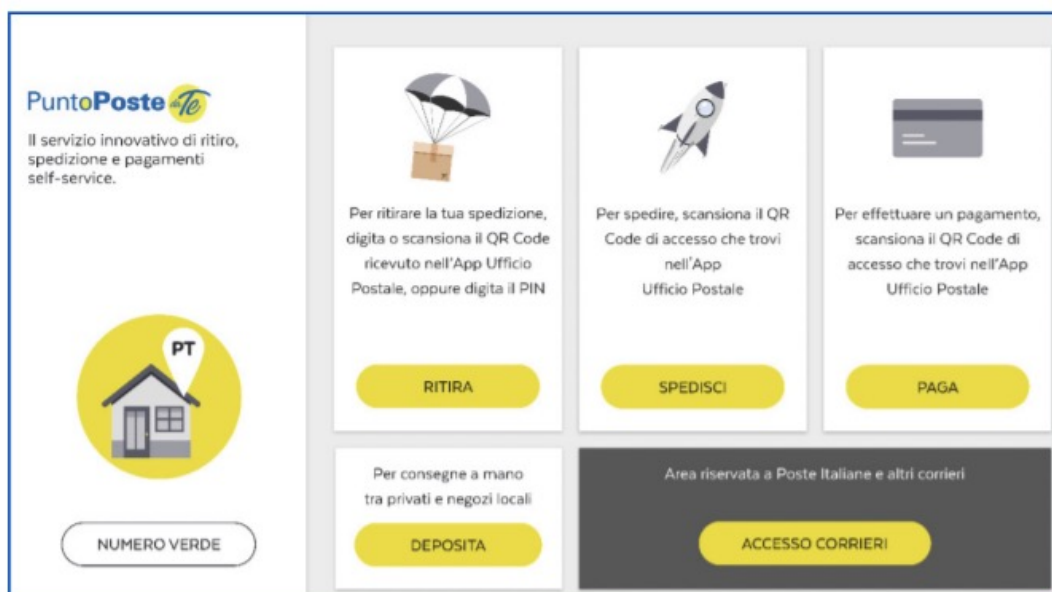 PuntoPoste da Te
Il servizio innovativo di ritiro,
spedizione e pagamenti
self-service.
PT
NUMERO VERDE
Per ritirare la tua spedizione,
digita o scansiona il QR Code
ricevuto nell'App Ufficio
Postale, oppure digita il PIN
RITIRA
Per spedire, scansiona il QR
Code di accesso che trovi
nell'App
Ufficio Postale
SPEDISCI
Per effettuare un pagamento,
scansiona il QR Code di
accesso che trovi nell'App
Ufficio Postale
PAGA
Per consegne a mano
tra privati e negozi locali
DEPOSITA
Area riservata a Poste Italiane e altri corrieri
ACCESSO CORRIERI